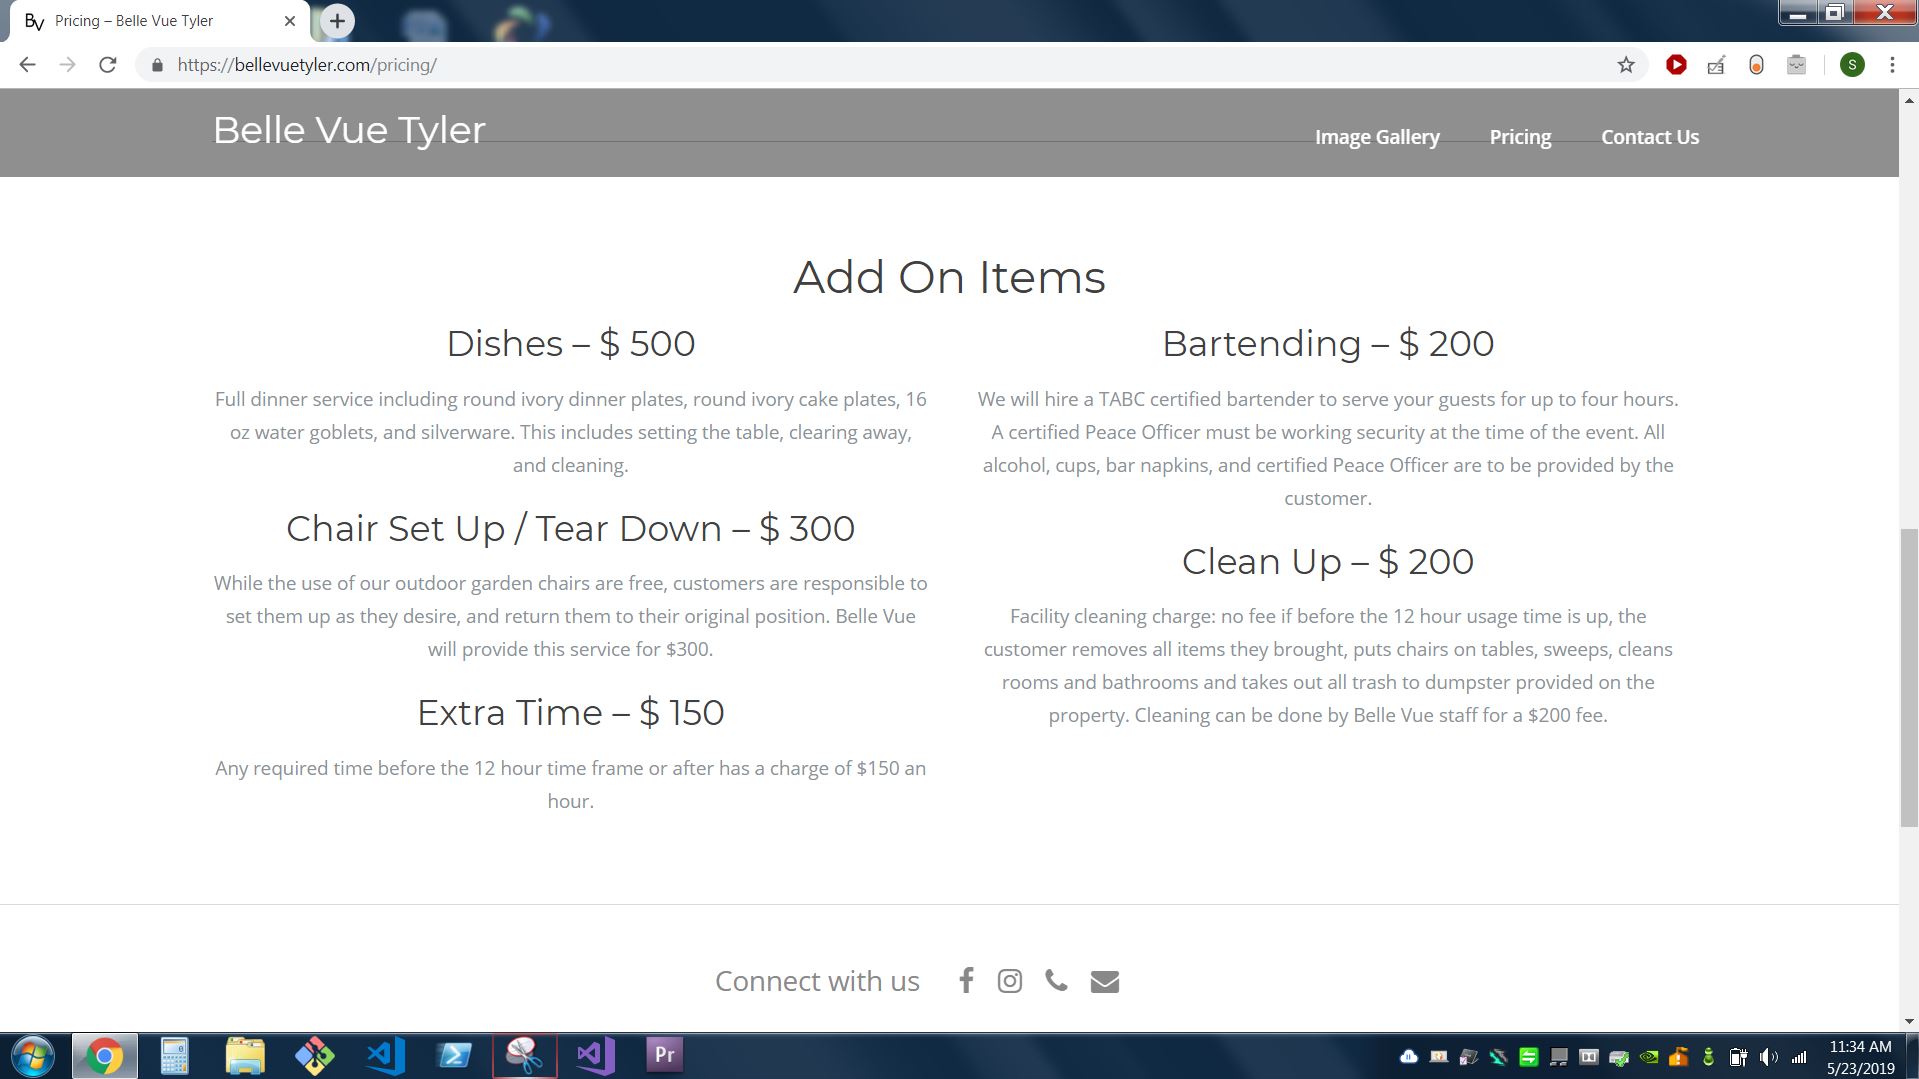 Pricing – Belle Vue Tyler
https://bellevuetyler.com/pricing/
S
Belle Vue Tyler
Image Gallery
Pricing
Contact Us
Add On Items
Dishes – $ 500
Full dinner service including round ivory dinner plates, round ivory cake plates, 16
oz water goblets, and silverware. This includes setting the table, clearing away,
and cleaning.
Chair Set Up / Tear Down – $ 300
While the use of our outdoor garden chairs are free, customers are responsible to
set them up as they desire, and return them to their original position. Belle Vue
will provide this service for $300.
Extra Time – $ 150
Any required time before the 12 hour time frame or after has a charge of $150 an
hour.
Bartending – $ 200
We will hire a TABC certified bartender to serve your guests for up to four hours.
A certified Peace Officer must be working security at the time of the event. All
alcohol, cups, bar napkins, and certified Peace Officer are to be provided by the
customer.
Clean Up – $ 200
Facility cleaning charge: no fee if before the 12 hour usage time is up, the
customer removes all items they brought, puts chairs on tables, sweeps, cleans
rooms and bathrooms and takes out all trash to dumpster provided on the
property. Cleaning can be done by Belle Vue staff for a $200 fee.
Connect with us
Pr
11:34 AM
5/23/2019